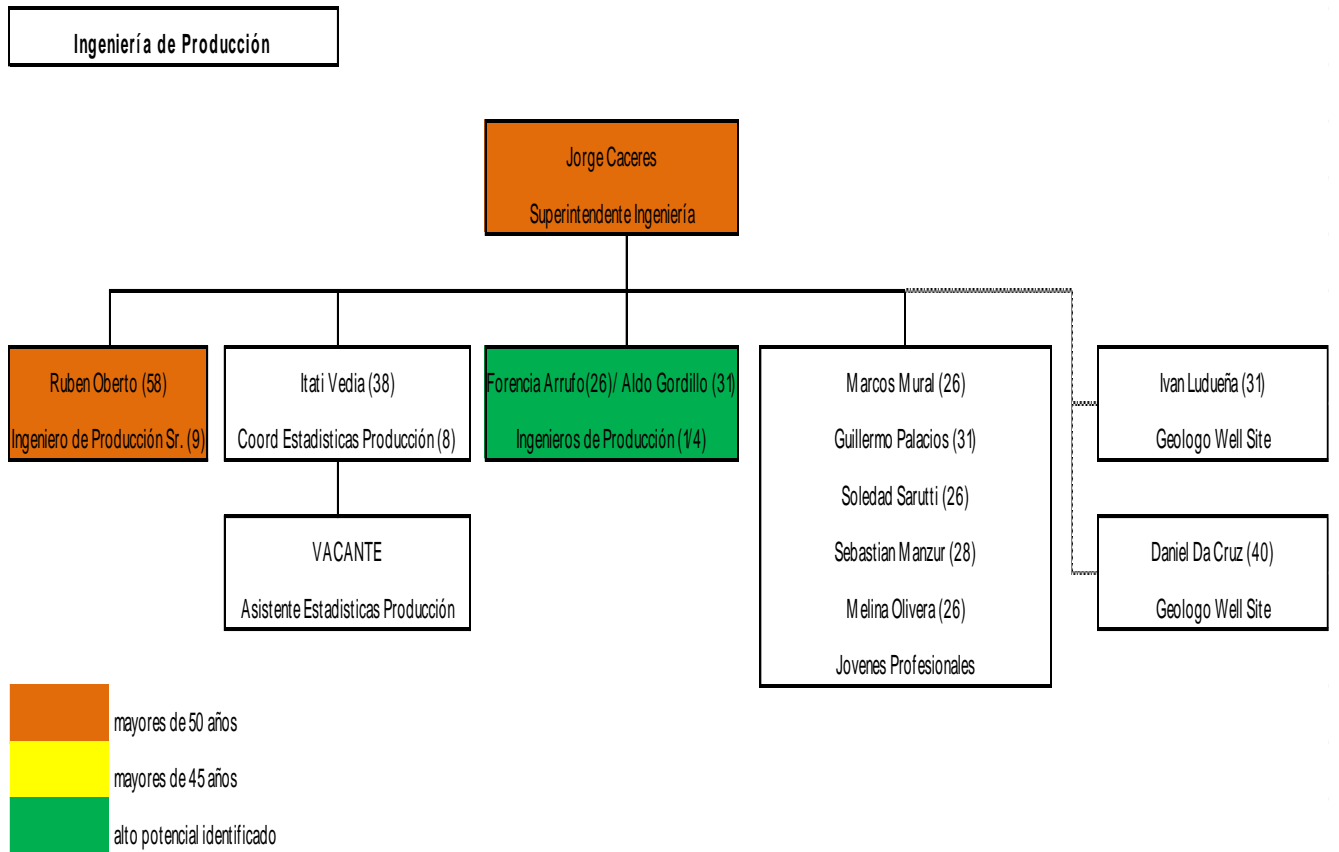 Ingeniería de Producción
Jorge Caceres
Superintendente Ingeniería
Ruben Oberto (58)
Ingeniero de Producción Sr. (9)
Itati Vedia (38)
Coord Estadisticas Producción (8)
Forencia Arrufo(26)/ Aldo Gordillo (31)
Ingenieros de Producción (1/4)
Marcos Mural (26)
Guillermo Palacios (31)
Soledad Sarutti (26)
Sebastian Manzur (28)
Melina Olivera (26)
Jovenes Profesionales
Ivan Ludueña (31)
Geologo Well Site
VACANTE
Asistente Estadisticas Producción
Daniel Da Cruz (40)
Geologo Well Site
mayores de 50 años
mayores de 45 años
alto potencial identificado